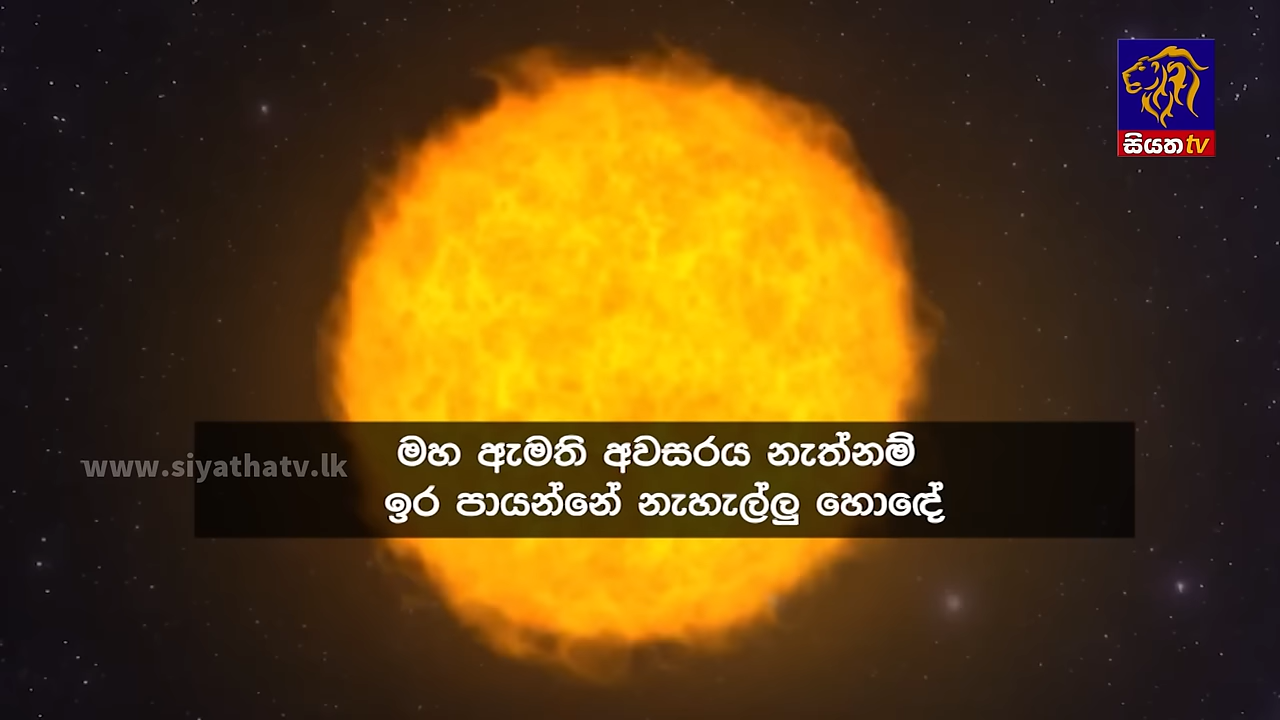 සියත tv
www.siyathatv.lk
මහ ඇමති අවසරය නැත්නම්
ඉර පායන්නේ නැහැල්ලු හොඳේ